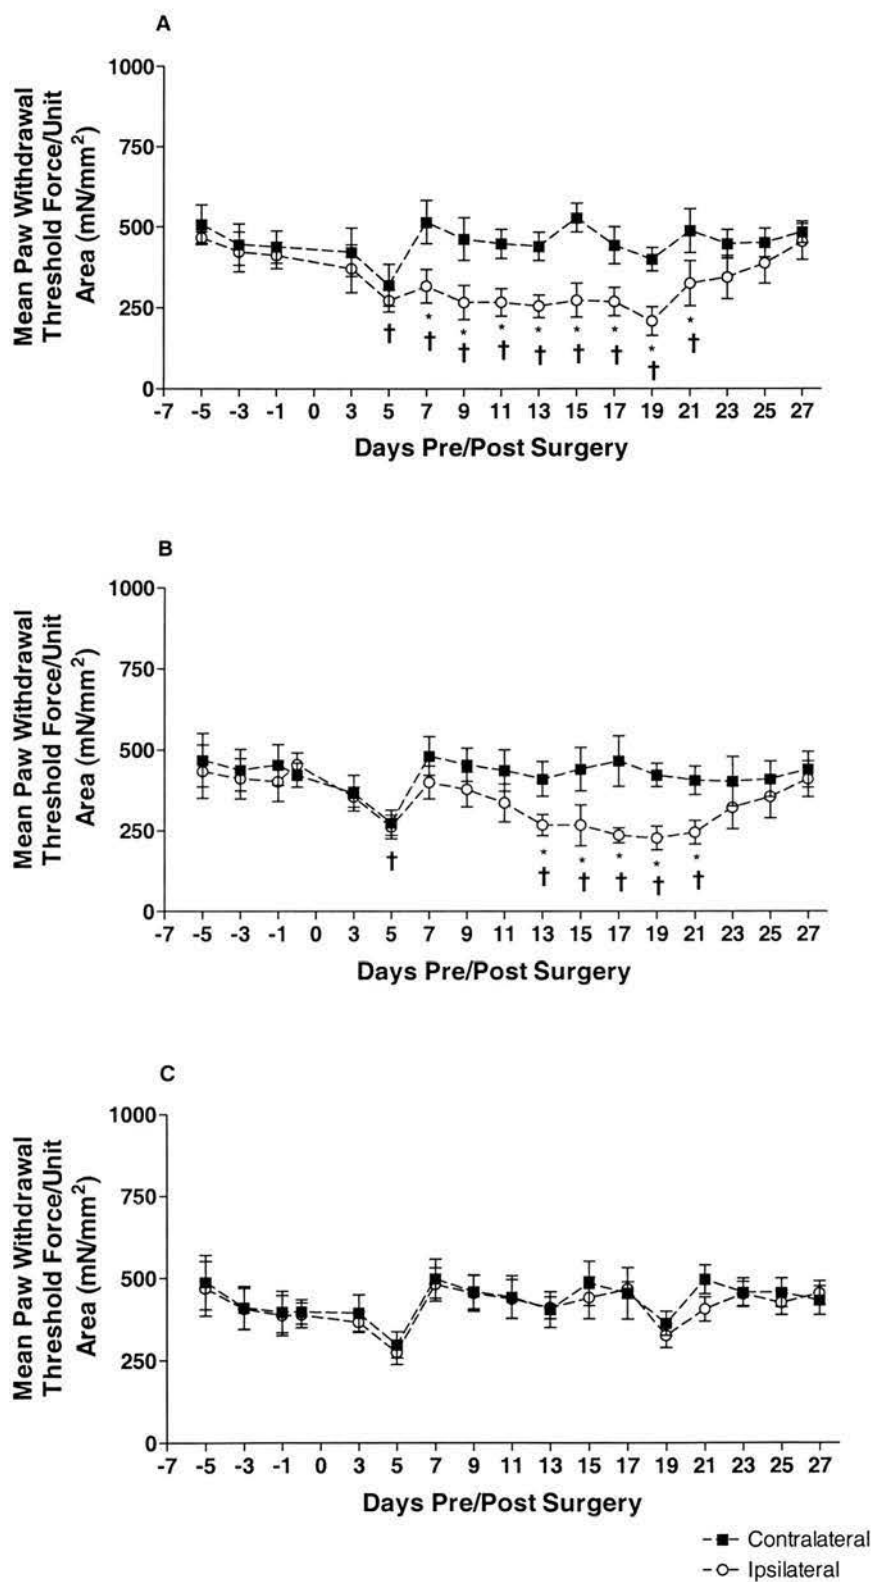 A
Mean Paw Withdrawal
Threshold Force/Unit
Area (mN/mm²)
1000
750
500
250
0
* * * * * * * *
† † † † † † † † †
-7 -5 -3 -1 0 3 5 7 9 11 13 15 17 19 21 23 25 27
Days Pre/Post Surgery
B
Mean Paw Withdrawal
Threshold Force/Unit
Area (mN/mm²)
1000
750
500
250
0
* * * * *
† † † † † †
-7 -5 -3 -1 0 3 5 7 9 11 13 15 17 19 21 23 25 27
Days Pre/Post Surgery
C
Mean Paw Withdrawal
Threshold Force/Unit
Area (mN/mm²)
1000
750
500
250
0
-7 -5 -3 -1 0 3 5 7 9 11 13 15 17 19 21 23 25 27
Days Pre/Post Surgery
Contralateral
Ipsilateral